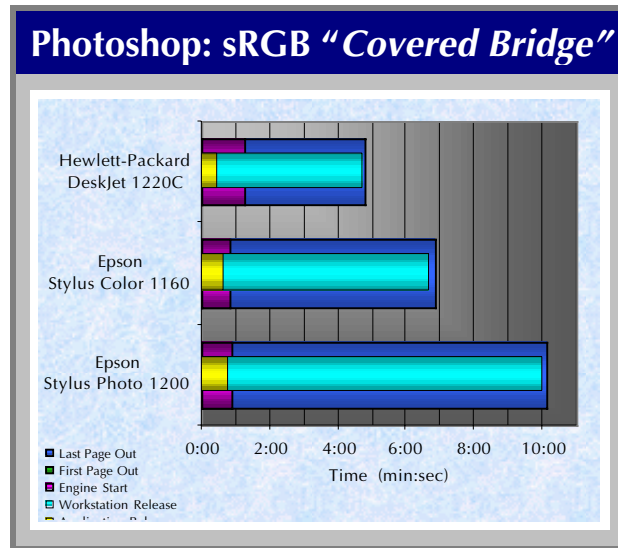 Photoshop: sRGB “Covered Bridge”
Hewlett-Packard
DeskJet 1220C
Epson
Stylus Color 1160
Epson
Stylus Photo 1200
0:00 2:00 4:00 6:00 8:00 10:00
Time (min:sec)
Last Page Out
First Page Out
Engine Start
Workstation Release